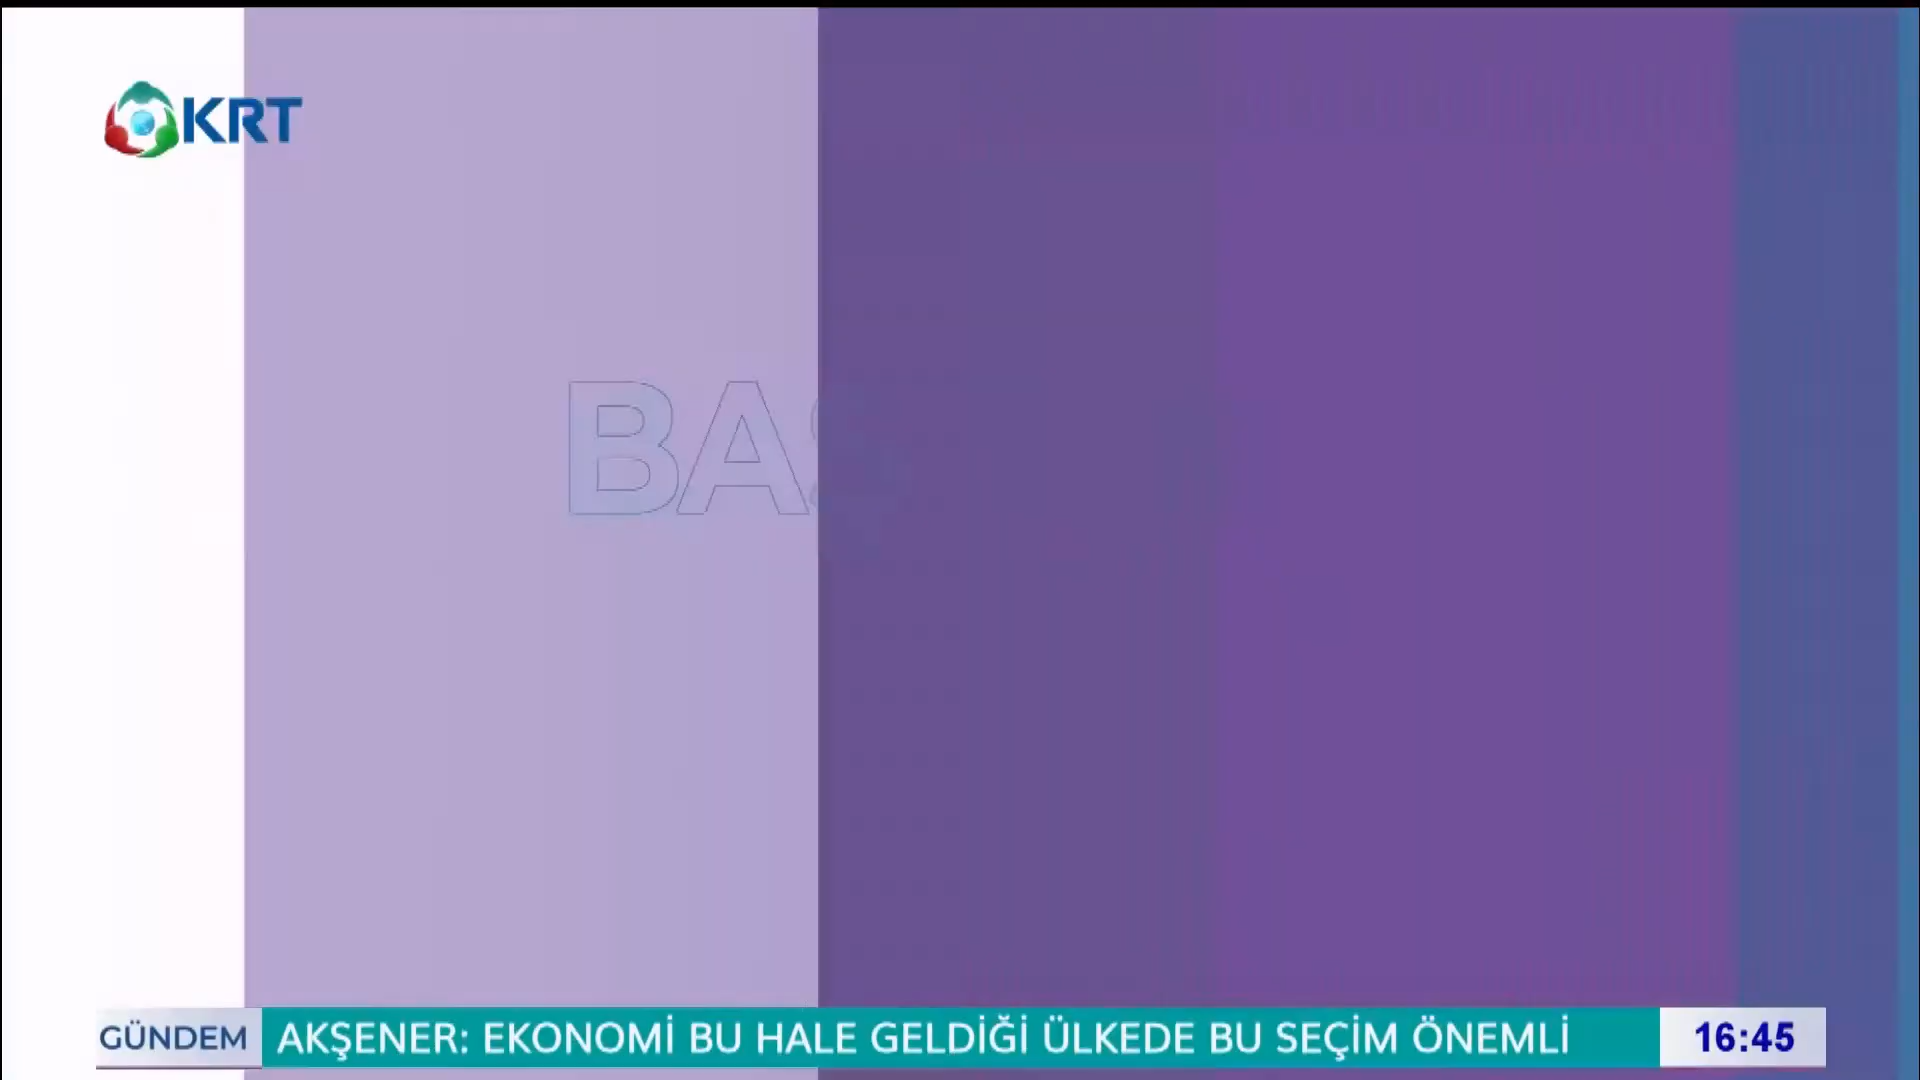 KRT
BA
GÜNDEM AKŞENER: EKONOMİ BU HALE GELDİĞİ ÜLKEDE BU SEÇİM ÖNEMLİ 16:45